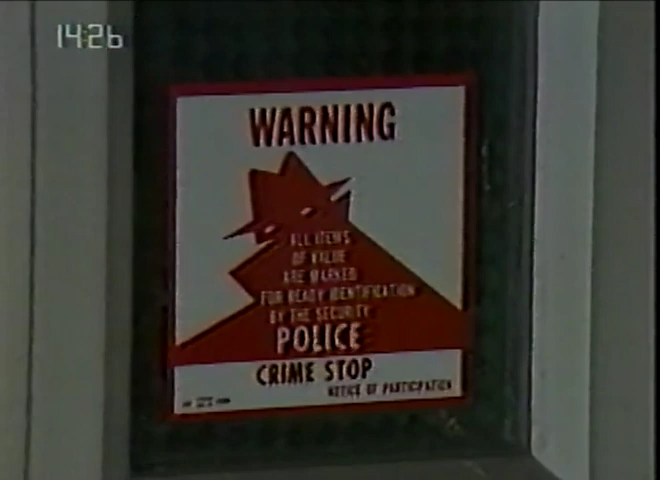 14:26
WARNING
ALL ITEMS
OF VALUE
ARE MARKED
FOR READY IDENTIFICATION
BY THE SECURITY
POLICE
CRIME STOP
NOTICE OF PARTICIPATION